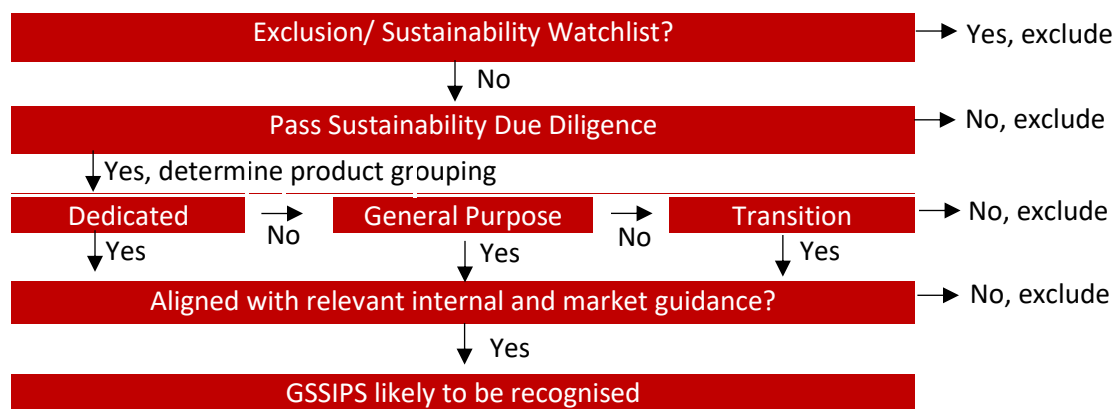 Exclusion/ Sustainability Watchlist?
Yes, exclude
No
Pass Sustainability Due Diligence
No, exclude
Yes, determine product grouping
Dedicated
No
General Purpose
No
Transition
No, exclude
Yes
Yes
Yes
Aligned with relevant internal and market guidance?
No, exclude
Yes
GSSIPS likely to be recognised